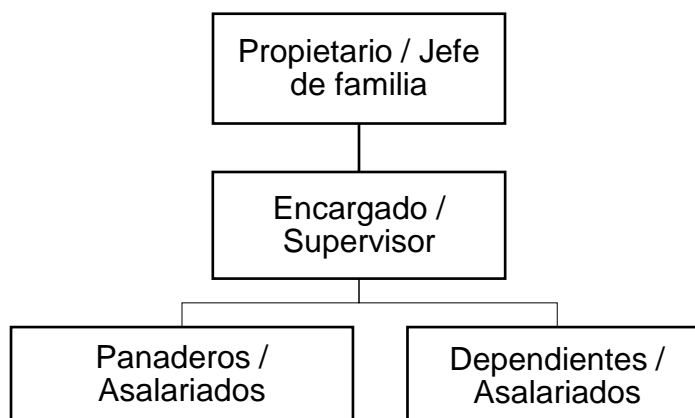 Propietario / Jefe
de familia
Encargado /
Supervisor
Panaderos /
Asalariados
Dependientes /
Asalariados